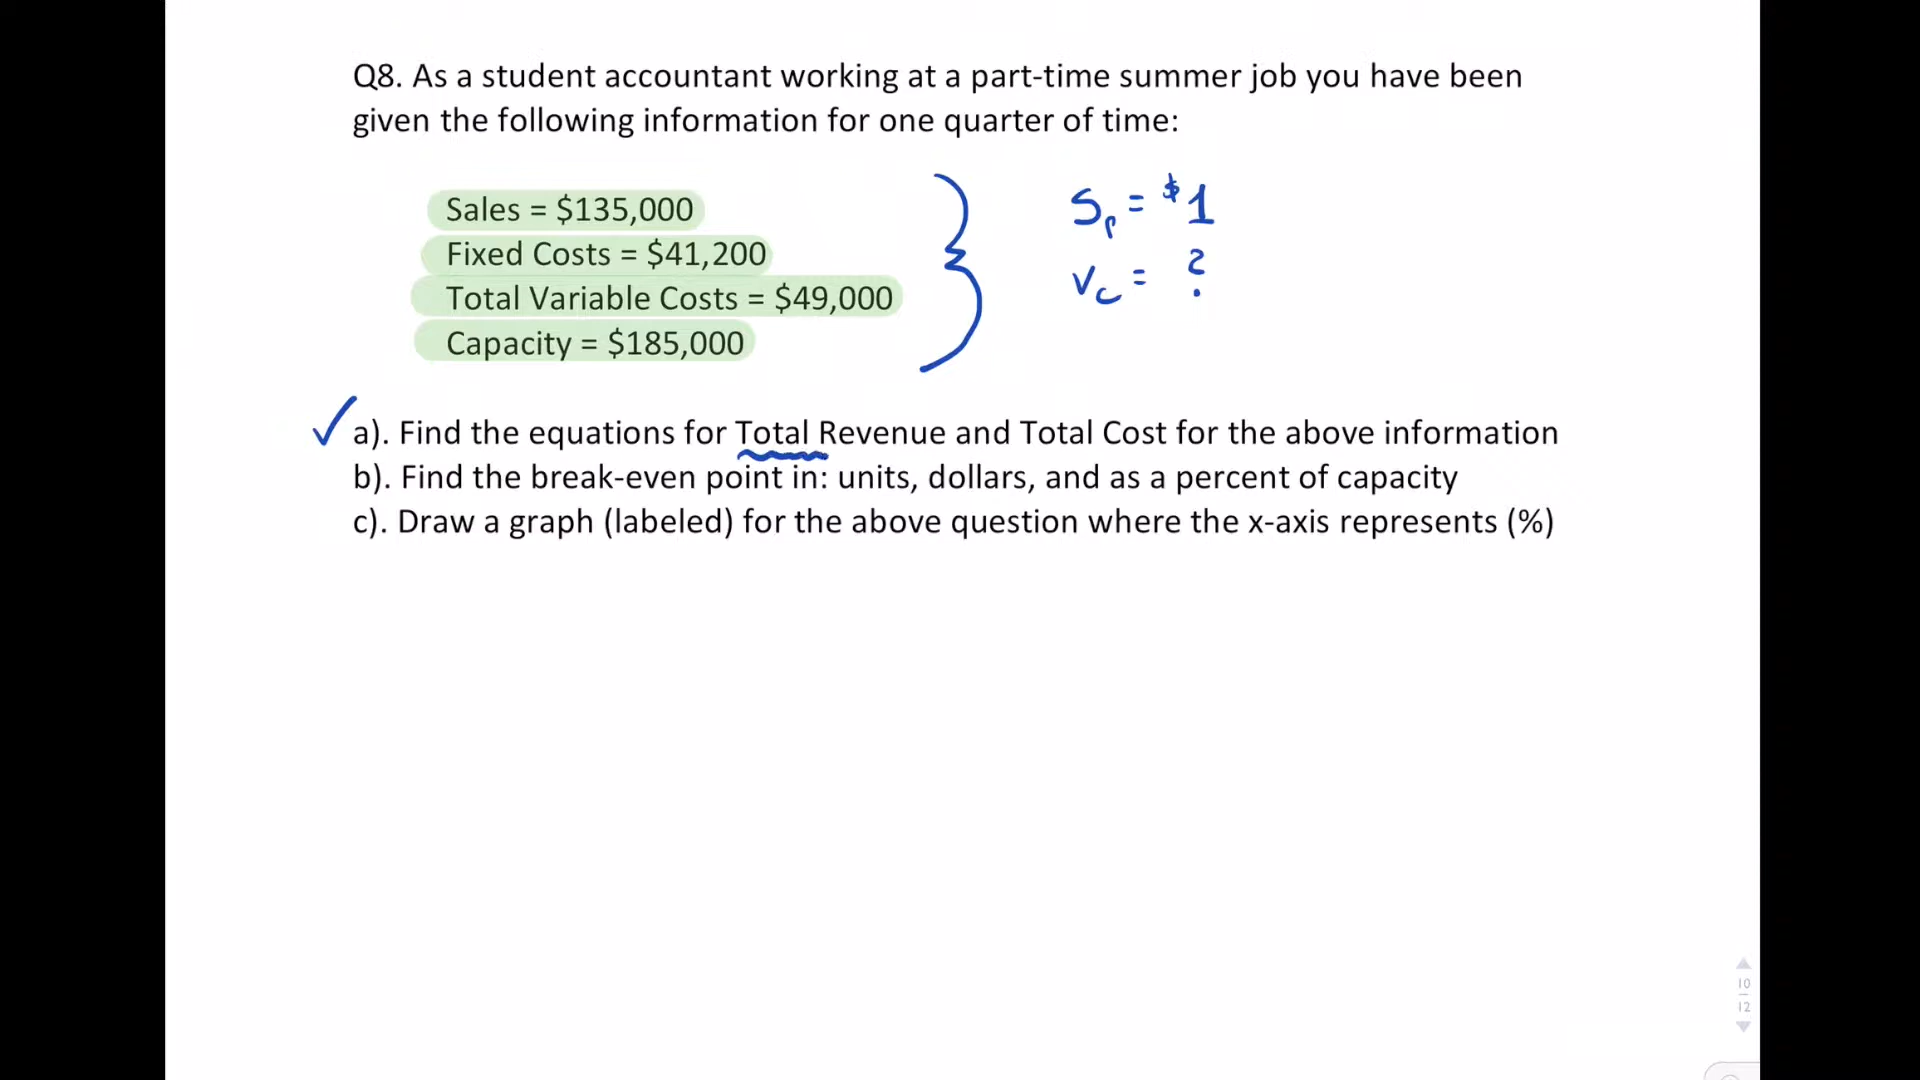 Q8. As a student accountant working at a part-time summer job you have been
given the following information for one quarter of time:
Sales = $135,000
Fixed Costs = $41,200
Total Variable Costs = $49,000
Capacity = $185,000
Sp = $1
Vc = ?
a). Find the equations for Total Revenue and Total Cost for the above information
b). Find the break-even point in: units, dollars, and as a percent of capacity
c). Draw a graph (labeled) for the above question where the x-axis represents (%)
10
12